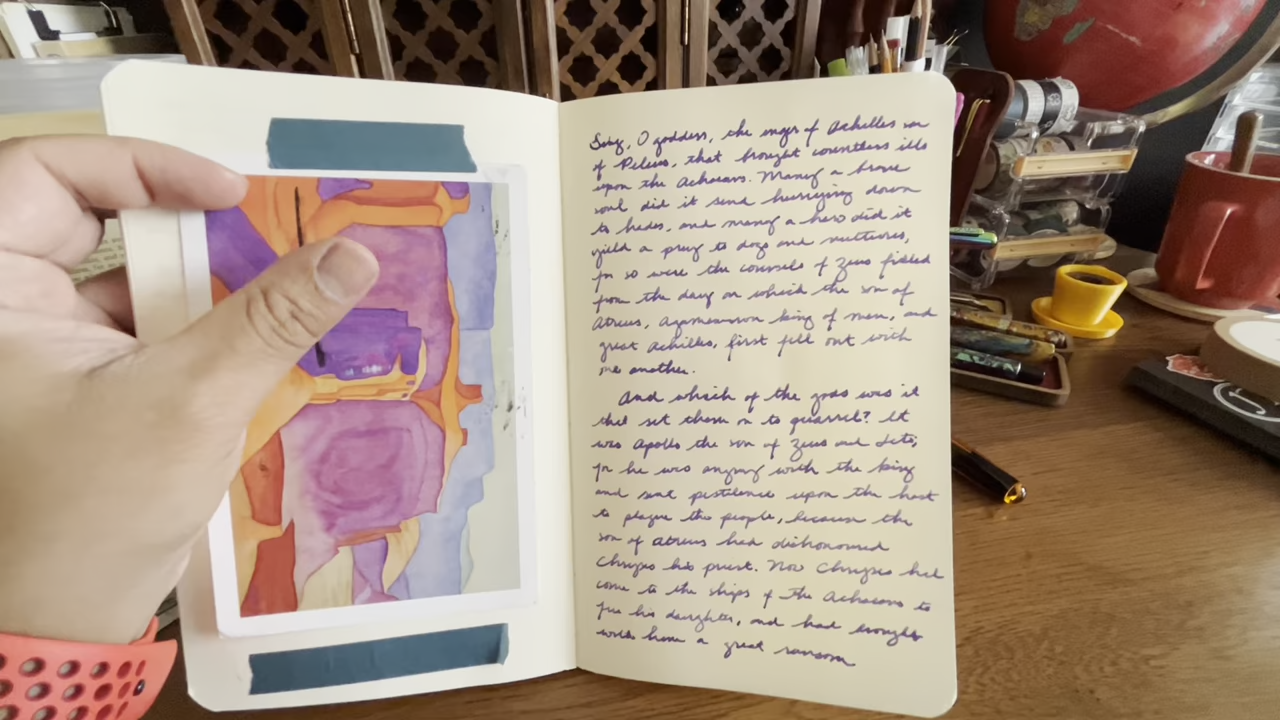 Sing, O goddess, the anger of Achilles son
of Peleus, that brought countless ills
upon the Achaeans. Many a brave
soul did it send hurrying down
to hades, and many a hero did it
yield a prey to dogs and vultures,
for so were the counsels of Zeus fulfilled
from the day on which the son of
Atreus, Agamemnon king of men, and
great Achilles, first fell out with
one another.
And which of the gods was it
that set them on to quarrel? It
was Apollo the son of Zeus and Leto;
for he was angry with the king
and sent pestilence upon the host
to plague the people, because the
son of Atreus had dishonoured
Chryses his priest. Now Chryses had
come to the ships of the Achaeans to
free his daughter, and had brought
with him a great ransom